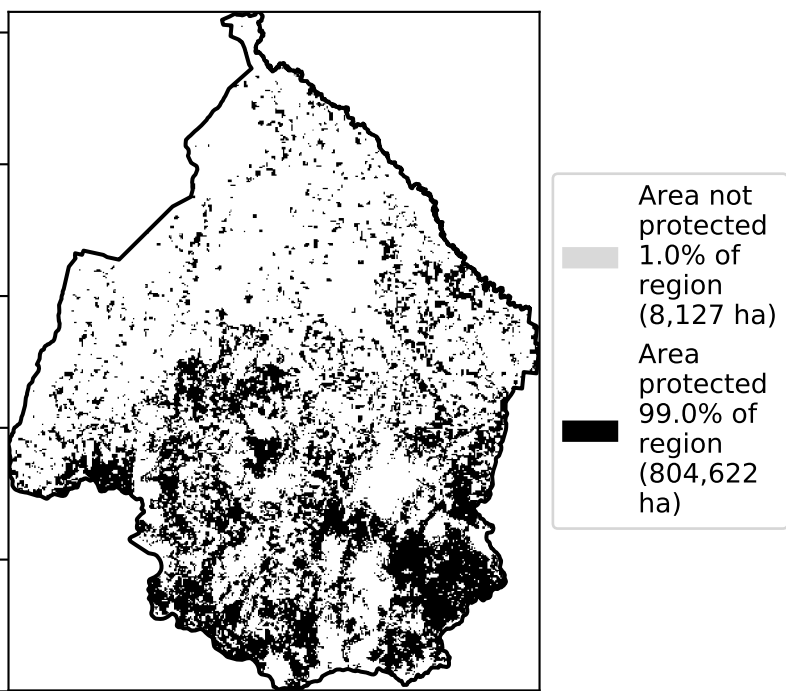 Area not
protected
1.0% of
region
(8,127 ha)
Area
protected
99.0% of
region
(804,622
ha)